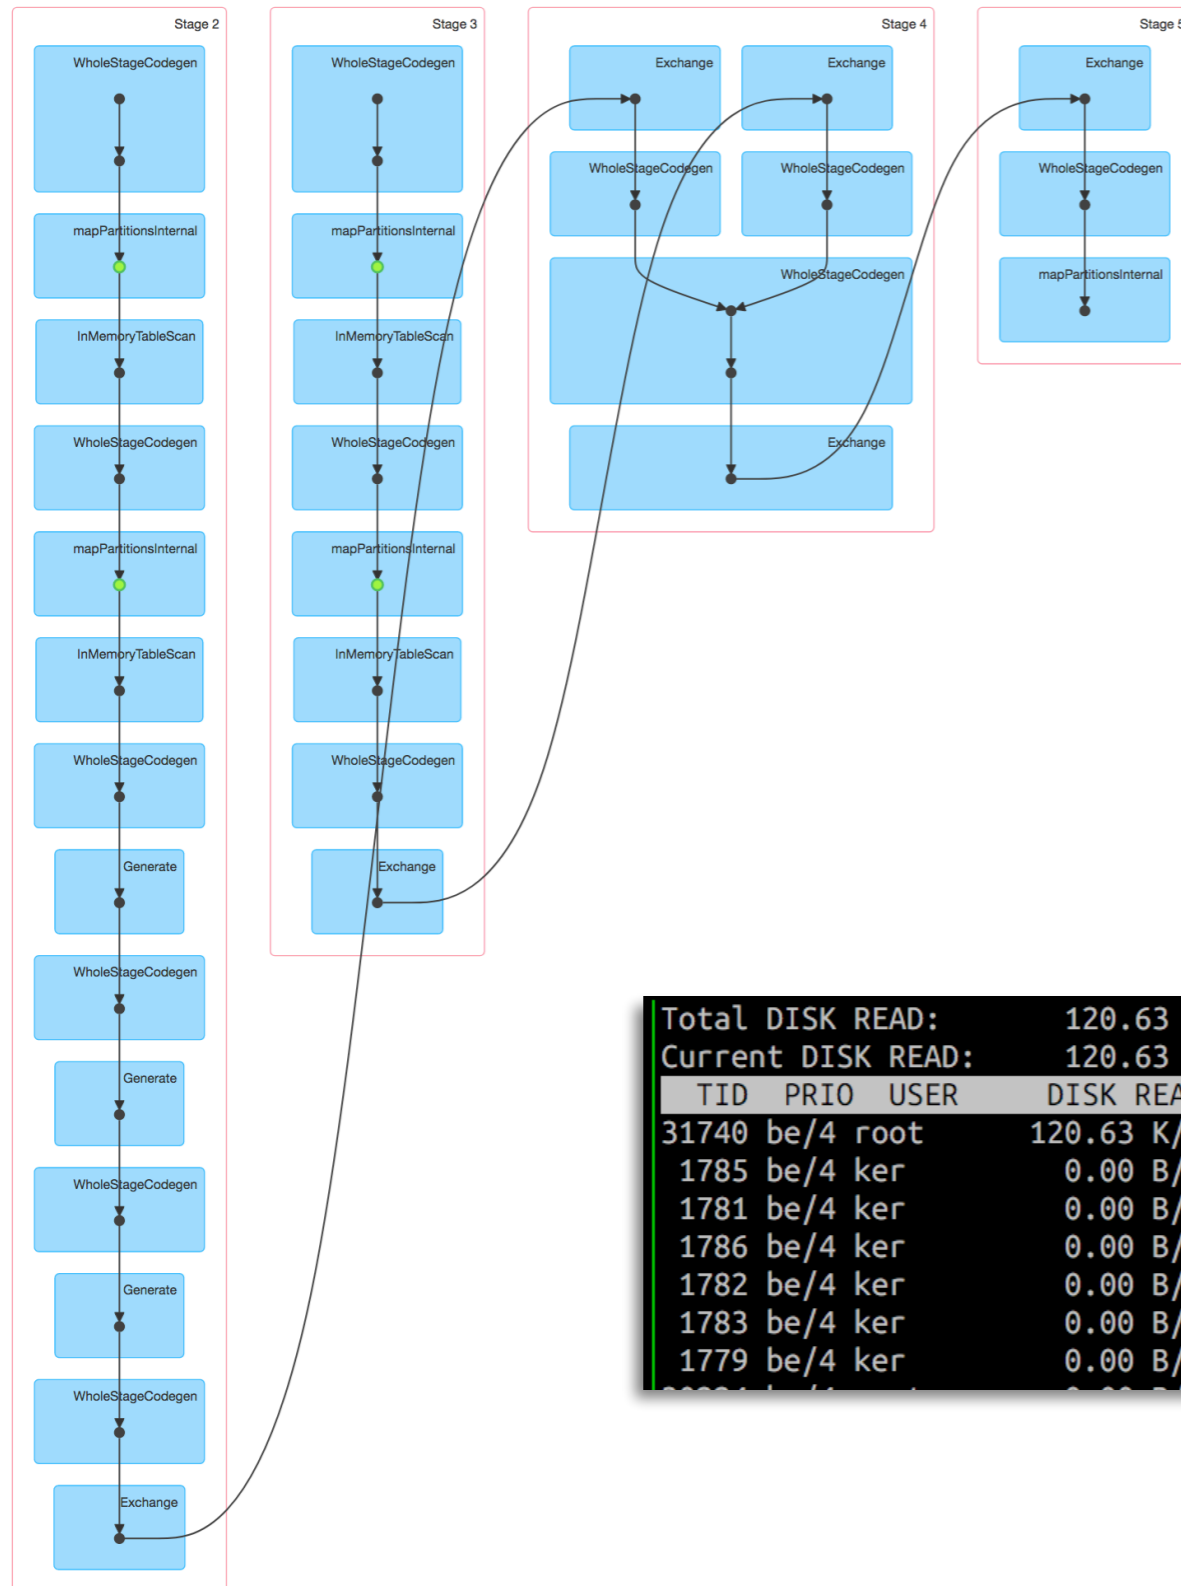 Stage 2
WholeStageCodegen
mapPartitionsInternal
InMemoryTableScan
WholeStageCodegen
mapPartitionsInternal
InMemoryTableScan
WholeStageCodegen
Generate
WholeStageCodegen
Generate
WholeStageCodegen
Generate
WholeStageCodegen
Exchange
Stage 3
WholeStageCodegen
mapPartitionsInternal
InMemoryTableScan
WholeStageCodegen
mapPartitionsInternal
InMemoryTableScan
WholeStageCodegen
Exchange
Stage 4
Exchange Exchange
WholeStageCodegen WholeStageCodegen
WholeStageCodegen
Exchange
Stage 5
Exchange
WholeStageCodegen
mapPartitionsInternal
Total DISK READ: 120.63
Current DISK READ: 120.63
TID PRIO USER DISK REA
31740 be/4 root 120.63 K/
1785 be/4 ker 0.00 B/
1781 be/4 ker 0.00 B/
1786 be/4 ker 0.00 B/
1782 be/4 ker 0.00 B/
1783 be/4 ker 0.00 B/
1779 be/4 ker 0.00 B/